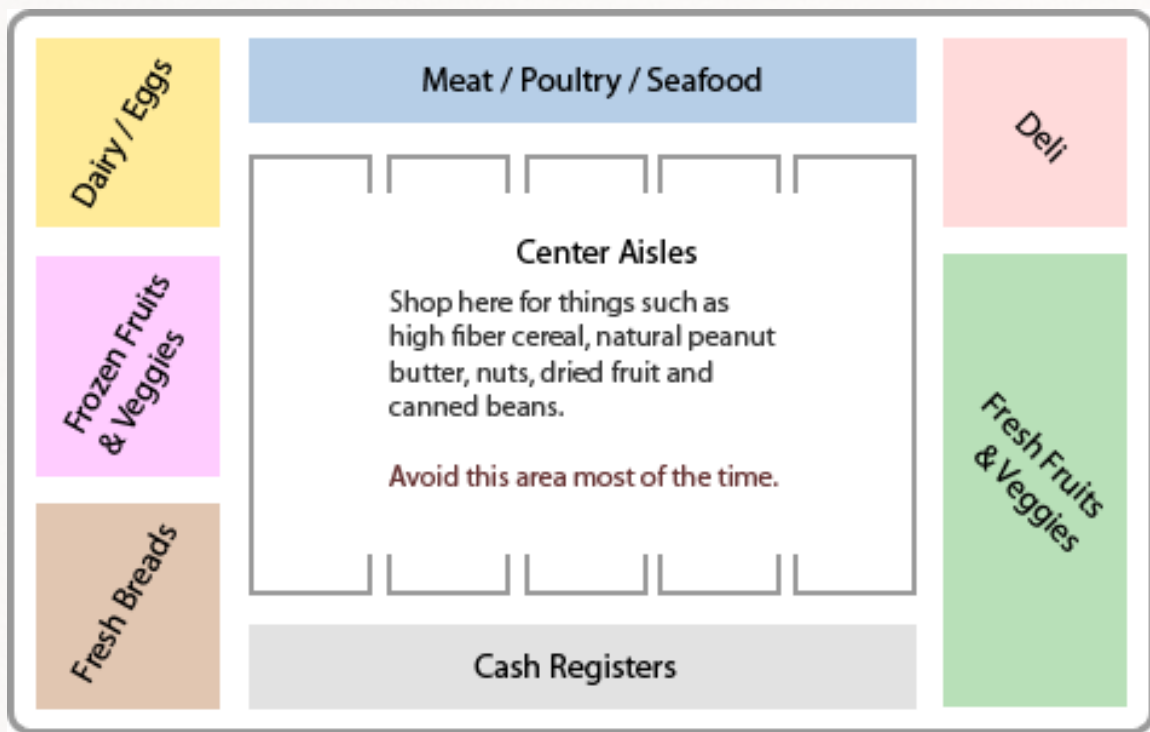 Dairy / Eggs
Meat / Poultry / Seafood
Deli
Center Aisles
Shop here for things such as
high fiber cereal, natural peanut
butter, nuts, dried fruit and
canned beans.
Avoid this area most of the time.
Frozen Fruits
& Veggies
Fresh Fruits
& Veggies
Fresh Breads
Cash Registers